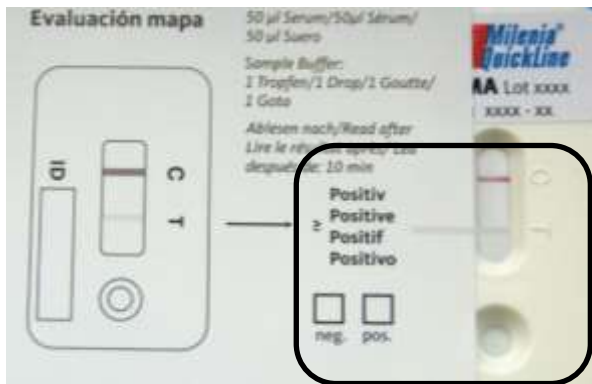 Evaluación mapa
50 µl Serum/50µl Sérum/
50 µl Suero
Sample Buffer:
1 Tropfen/1 Drop/1 Goutte/
1 Gota
Ablesen nach/Read after
Lire le résultat après/ Lea
después de: 10 min
ID
C
T
≥
Positiv
Positive
Positif
Positivo
neg. pos.
Milenia®
QuickLine
MA Lot xxxx
xxxx - xx
C
T